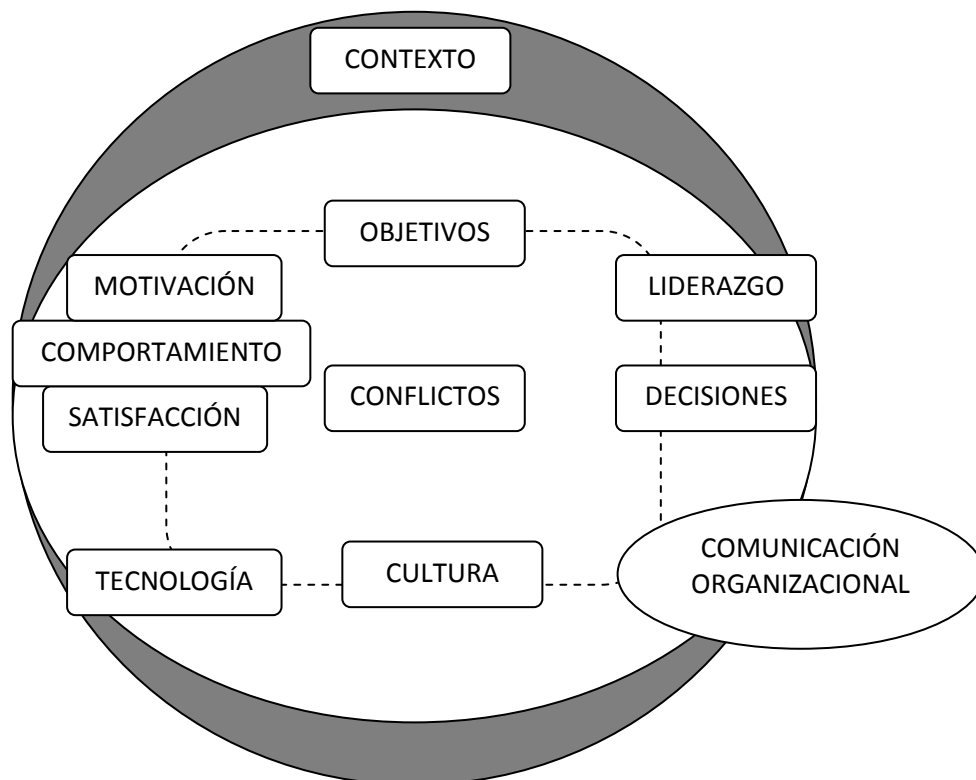 CONTEXTO
OBJETIVOS
MOTIVACIÓN
LIDERAZGO
COMPORTAMIENTO
CONFLICTOS
DECISIONES
SATISFACCIÓN
TECNOLOGÍA
CULTURA
COMUNICACIÓN
ORGANIZACIONAL